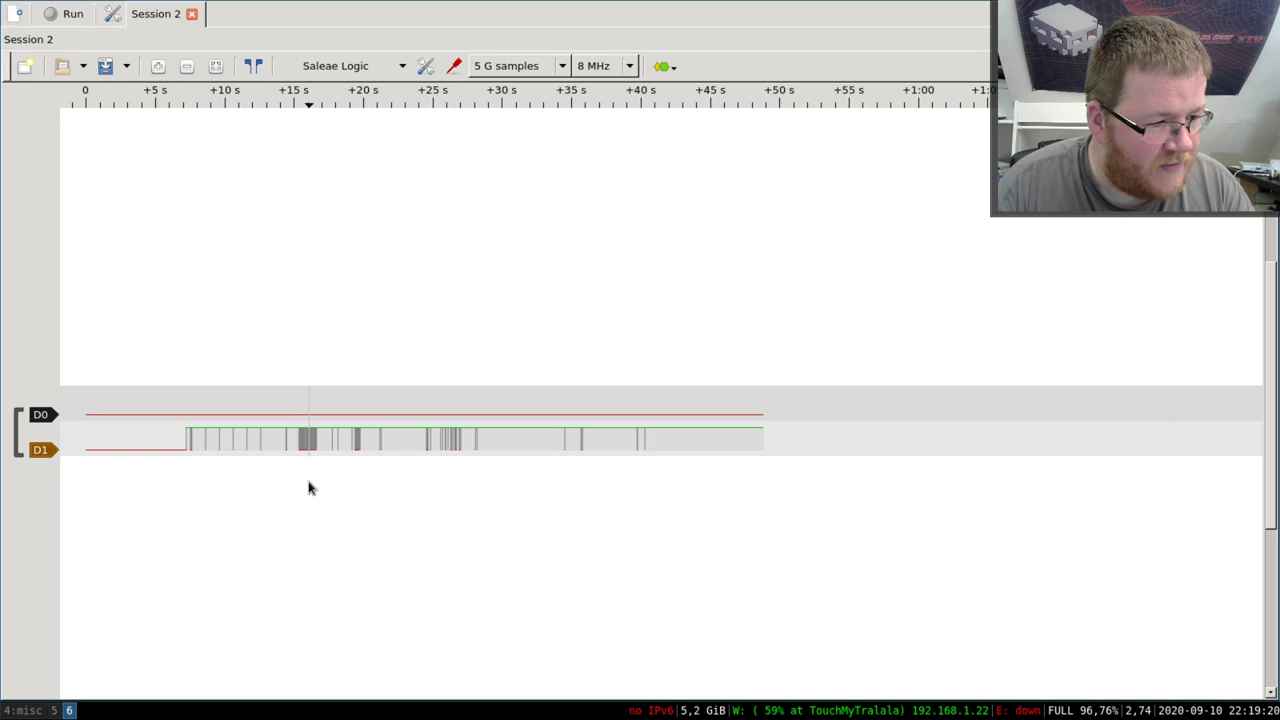 Run
Session 2
Session 2
Saleae Logic
5 G samples
8 MHz
0 +5 s +10 s +15 s +20 s +25 s +30 s +35 s +40 s +45 s +50 s +55 s +1:00
D0
D1
4:misc 5 6
no IPv6|5,2 GiB|W: ( 59% at TouchMyTralala) 192.168.1.22|E: down|FULL 96,76%|2,74|2020-09-10 22:19:20